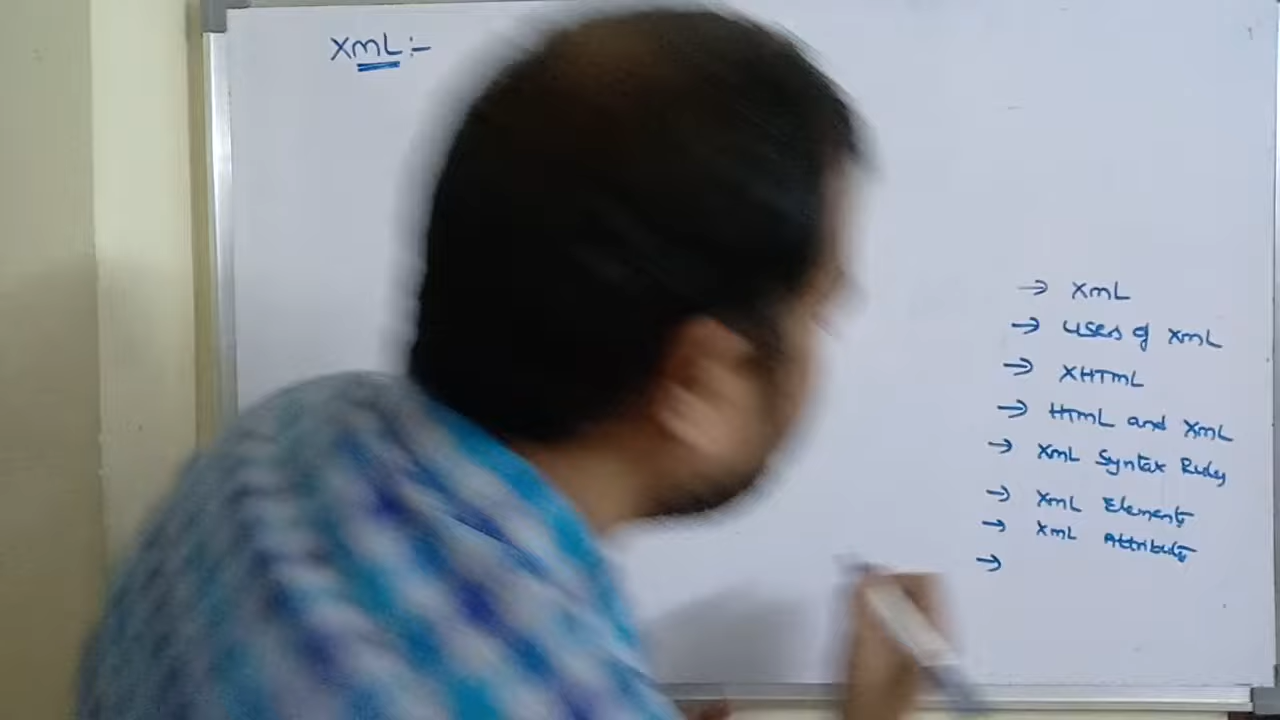 XML:-
→ XML
→ uses of XML
→ XHTML
→ HTML and XML
→ XML Syntax Rules
→ XML Elements
→ XML Attributes
→